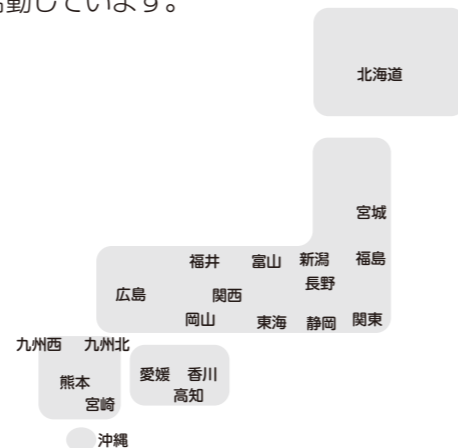 動しています。
北海道
宮城
福井 富山 新潟 福島
長野
広島 関西
岡山 東海 静岡 関東
九州西 九州北
愛媛 香川
熊本 高知
宮崎
沖縄